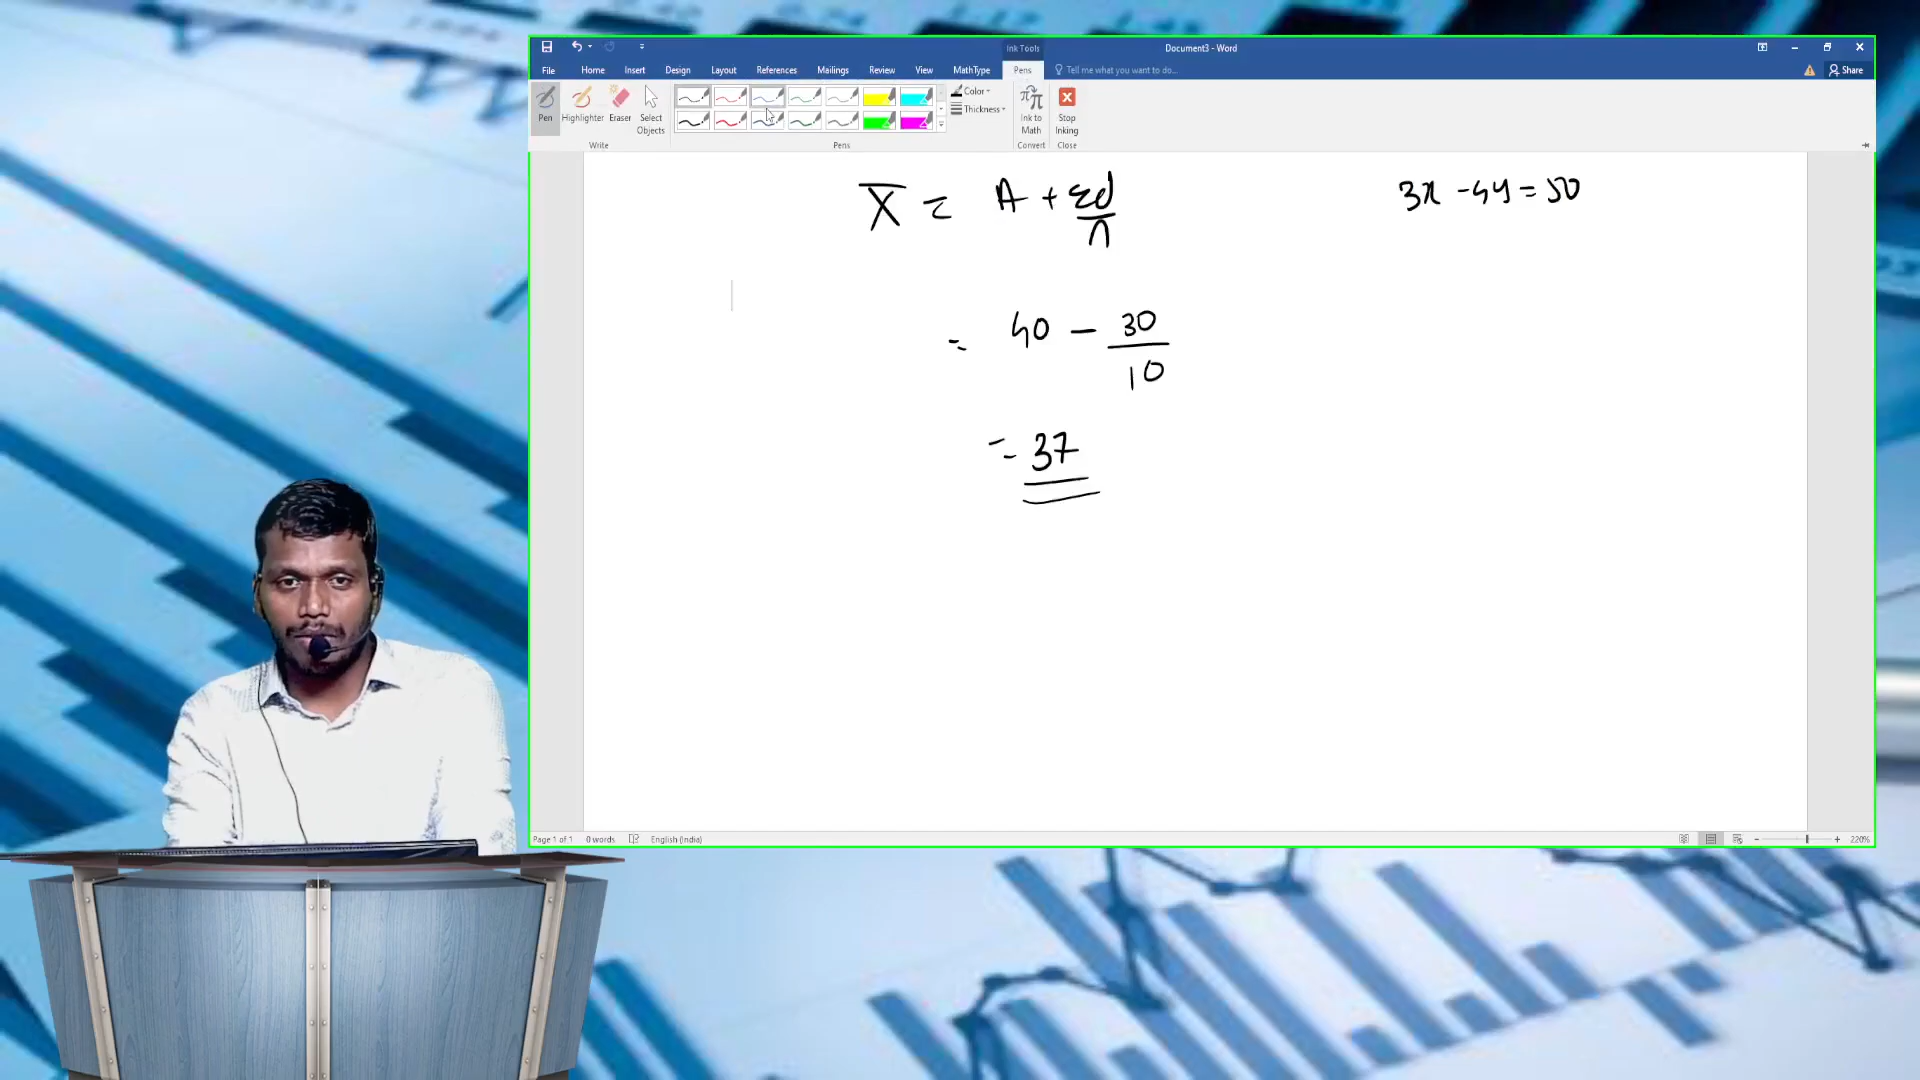 Ink Tools
Document3 - Word
File Home Insert Design Layout References Mailings Review View MathType Pens Tell me what you want to do... Share
Pen Highlighter Eraser Select Objects
Color
Thickness
Ink to Math
Stop Inking
Write Pens Convert Close
X̅ = A + Σd/n
3x - 4y = 50
= 40 - 30/10
= 37
Page 1 of 1 0 words English (India) 220%